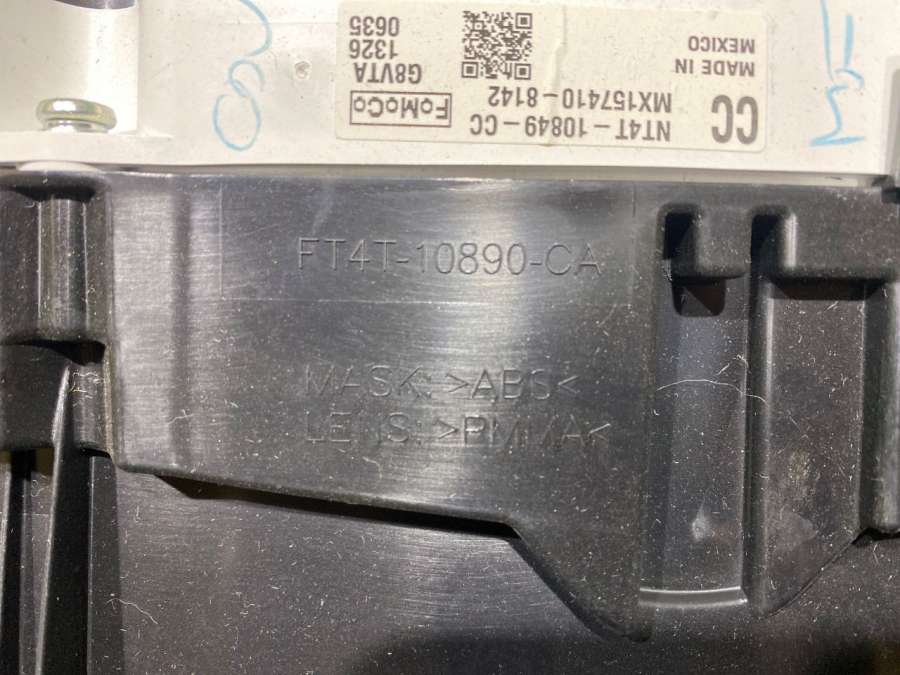 CC
NT4T-10849-CC
MX157410-8142
FoMoCo
G8VTA
1326
0635
MADE IN
MEXICO
FT4T-10890-CA
MASK: >ABS<
LENS: >PMMA<